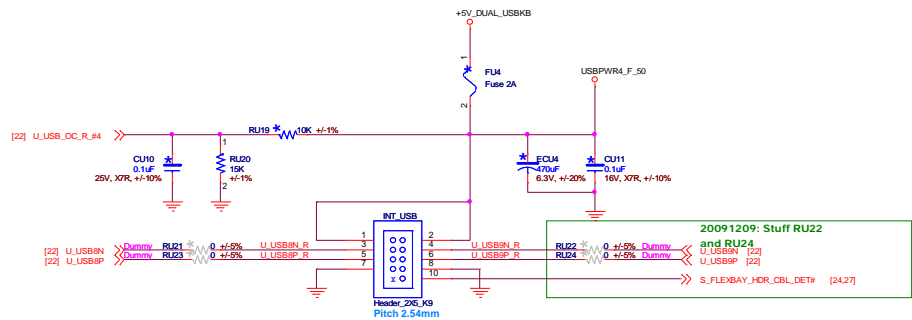 +5V_DUAL_USBKB
1
FU4
Fuse 2A
2
USBPWR4_F_50
[22] U_USB_OC_R_#4
RU19 10K +/-1%
CU10
0.1uF
25V, X7R, +/-10%
1
RU20
15K
+/-1%
2
ECU4
470uF
6.3V, +/-20%
CU11
0.1uF
16V, X7R, +/-10%
INT_USB
[22] U_USB8N Dummy RU21 0 +/-5% U_USB8N_R
[22] U_USB8P Dummy RU23 0 +/-5% U_USB8P_R
1 2
3 4
5 6
7 8
10
x
U_USB9N_R RU22 0 +/-5% Dummy U_USB9N [22]
U_USB9P_R RU24 0 +/-5% Dummy U_USB9P [22]
20091209: Stuff RU22
and RU24
S_FLEXBAY_HDR_CBL_DET# [24,27]
Header_2X5_K9
Pitch 2.54mm